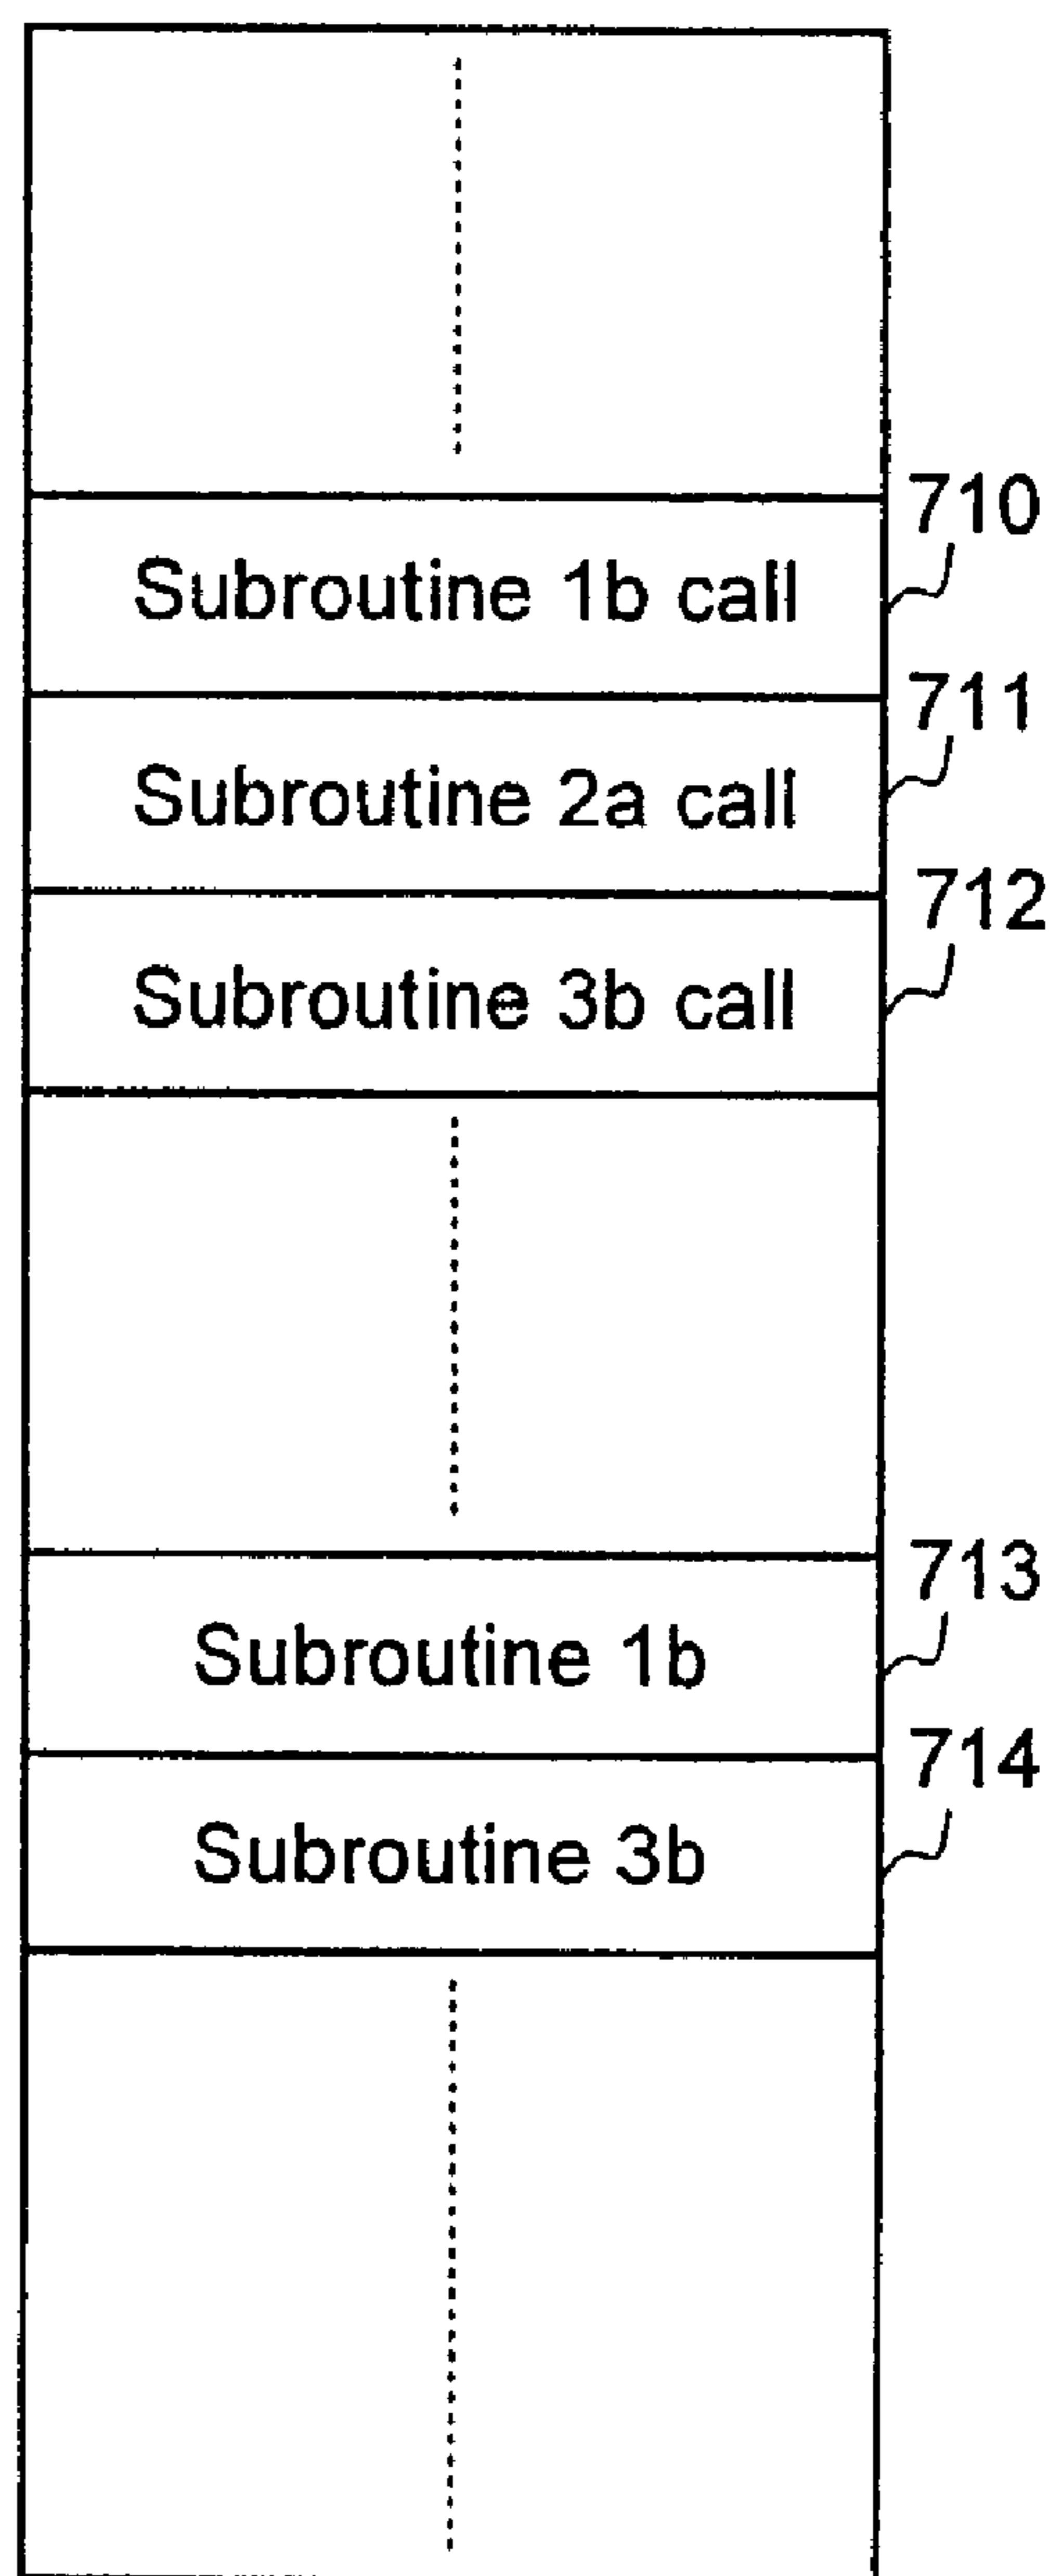 710
Subroutine 1b call
711
Subroutine 2a call
712
Subroutine 3b call
713
Subroutine 1b
714
Subroutine 3b